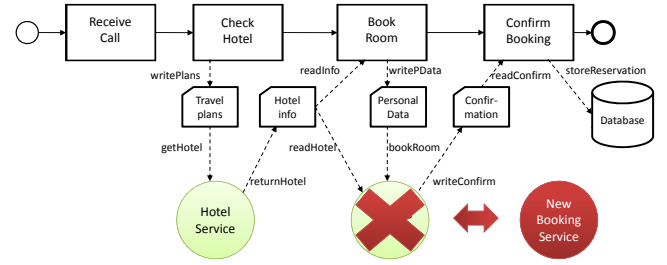 Receive
Call
Check
Hotel
Book
Room
Confirm
Booking
writePlans
readInfo
writePData
readConfirm
storeReservation
Travel
plans
Hotel
info
Personal
Data
Confir-
mation
Database
getHotel
returnHotel
readHotel
bookRoom
writeConfirm
Hotel
Service
New
Booking
Service